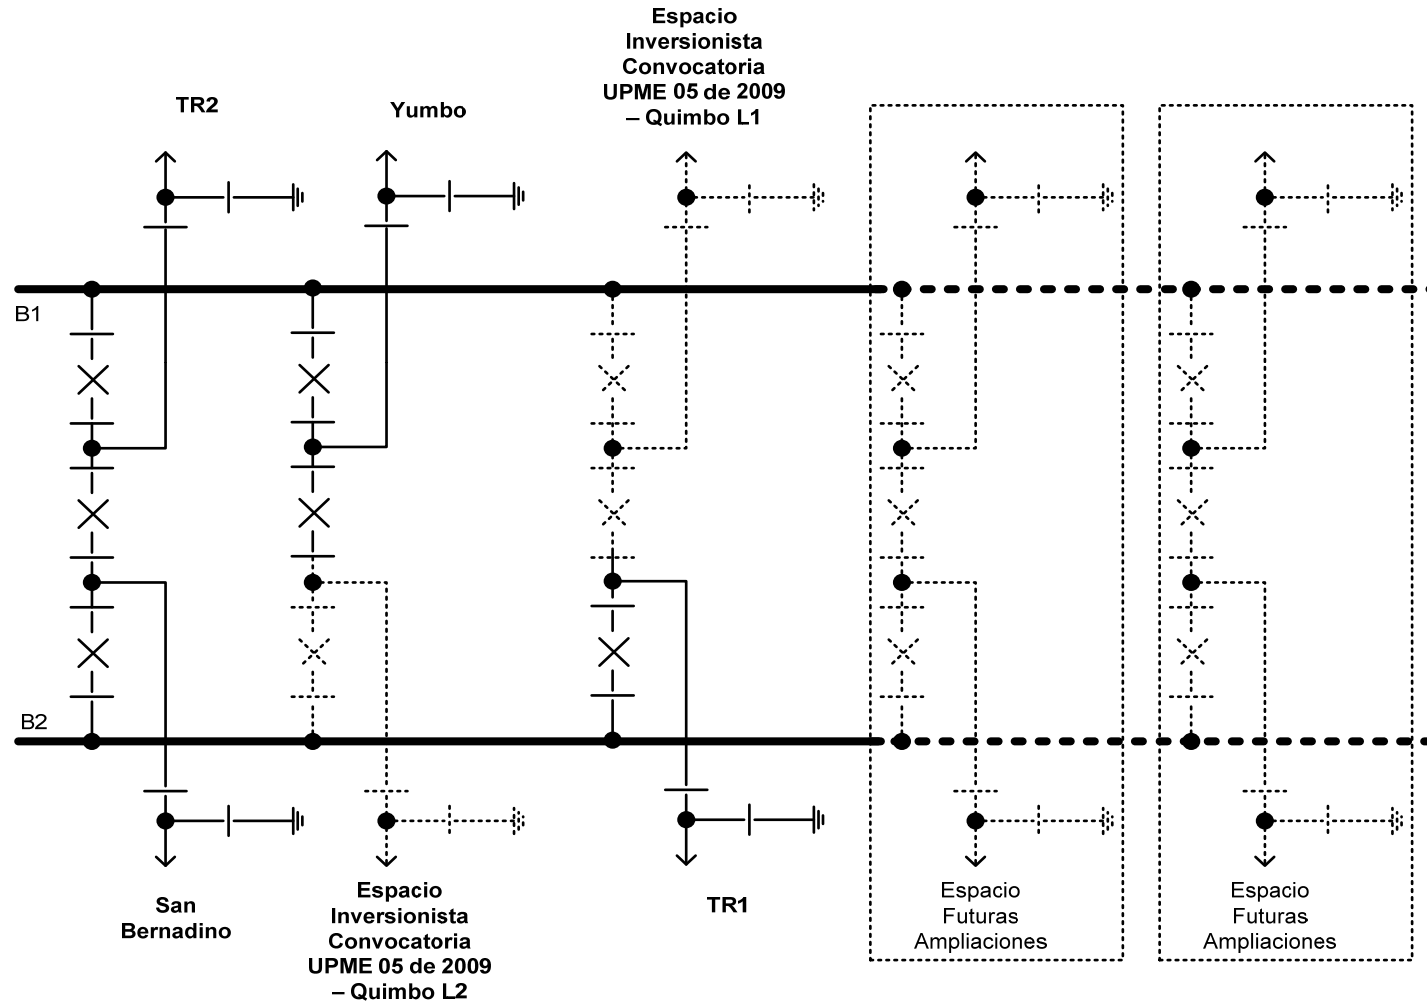 Espacio
Inversionista
Convocatoria
UPME 05 de 2009
– Quimbo L1
TR2
Yumbo
B1
B2
San
Bernadino
Espacio
Inversionista
Convocatoria
UPME 05 de 2009
– Quimbo L2
TR1
Espacio
Futuras
Ampliaciones
Espacio
Futuras
Ampliaciones